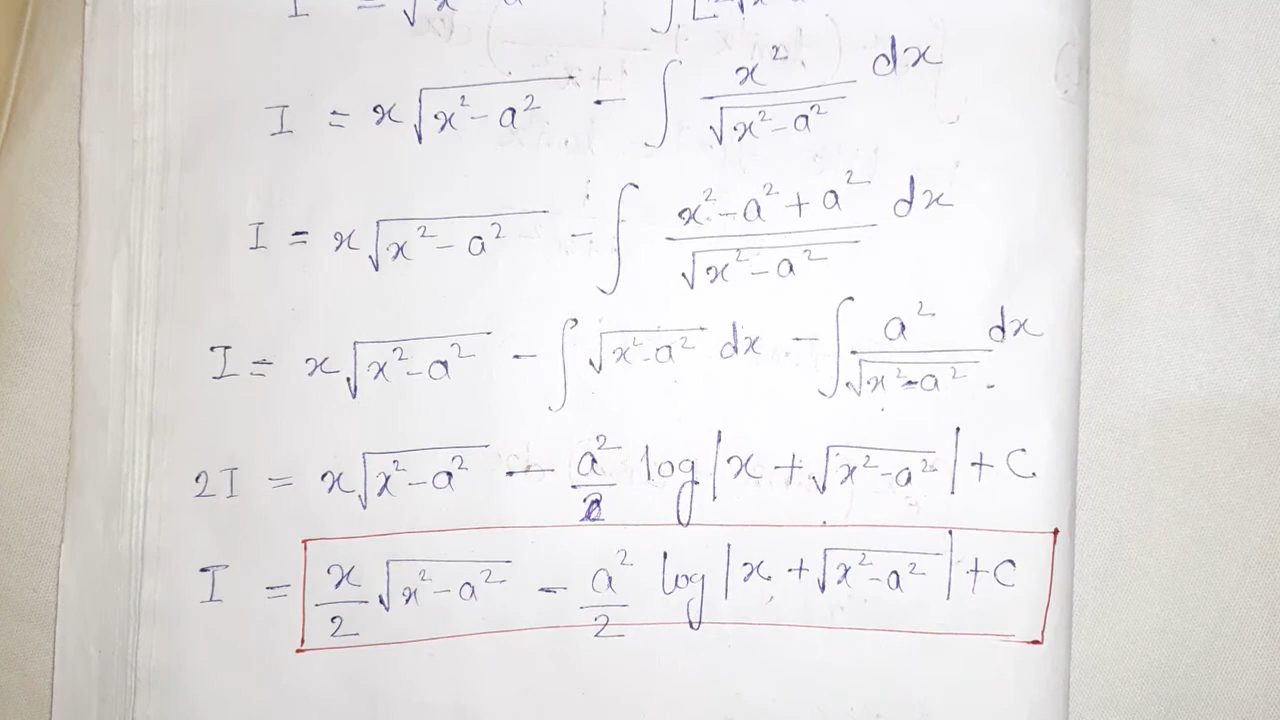 I = x√(x² - a²) - ∫ x²/√(x² - a²) dx
I = x√(x² - a²) - ∫ (x² - a² + a²)/√(x² - a²) dx
I = x√(x² - a²) - ∫ √(x² - a²) dx - ∫ a²/√(x² - a²) dx
2I = x√(x² - a²) - a²/2 log|x + √(x² - a²)| + C
I = x/2 √(x² - a²) - a²/2 log|x + √(x² - a²)| + C